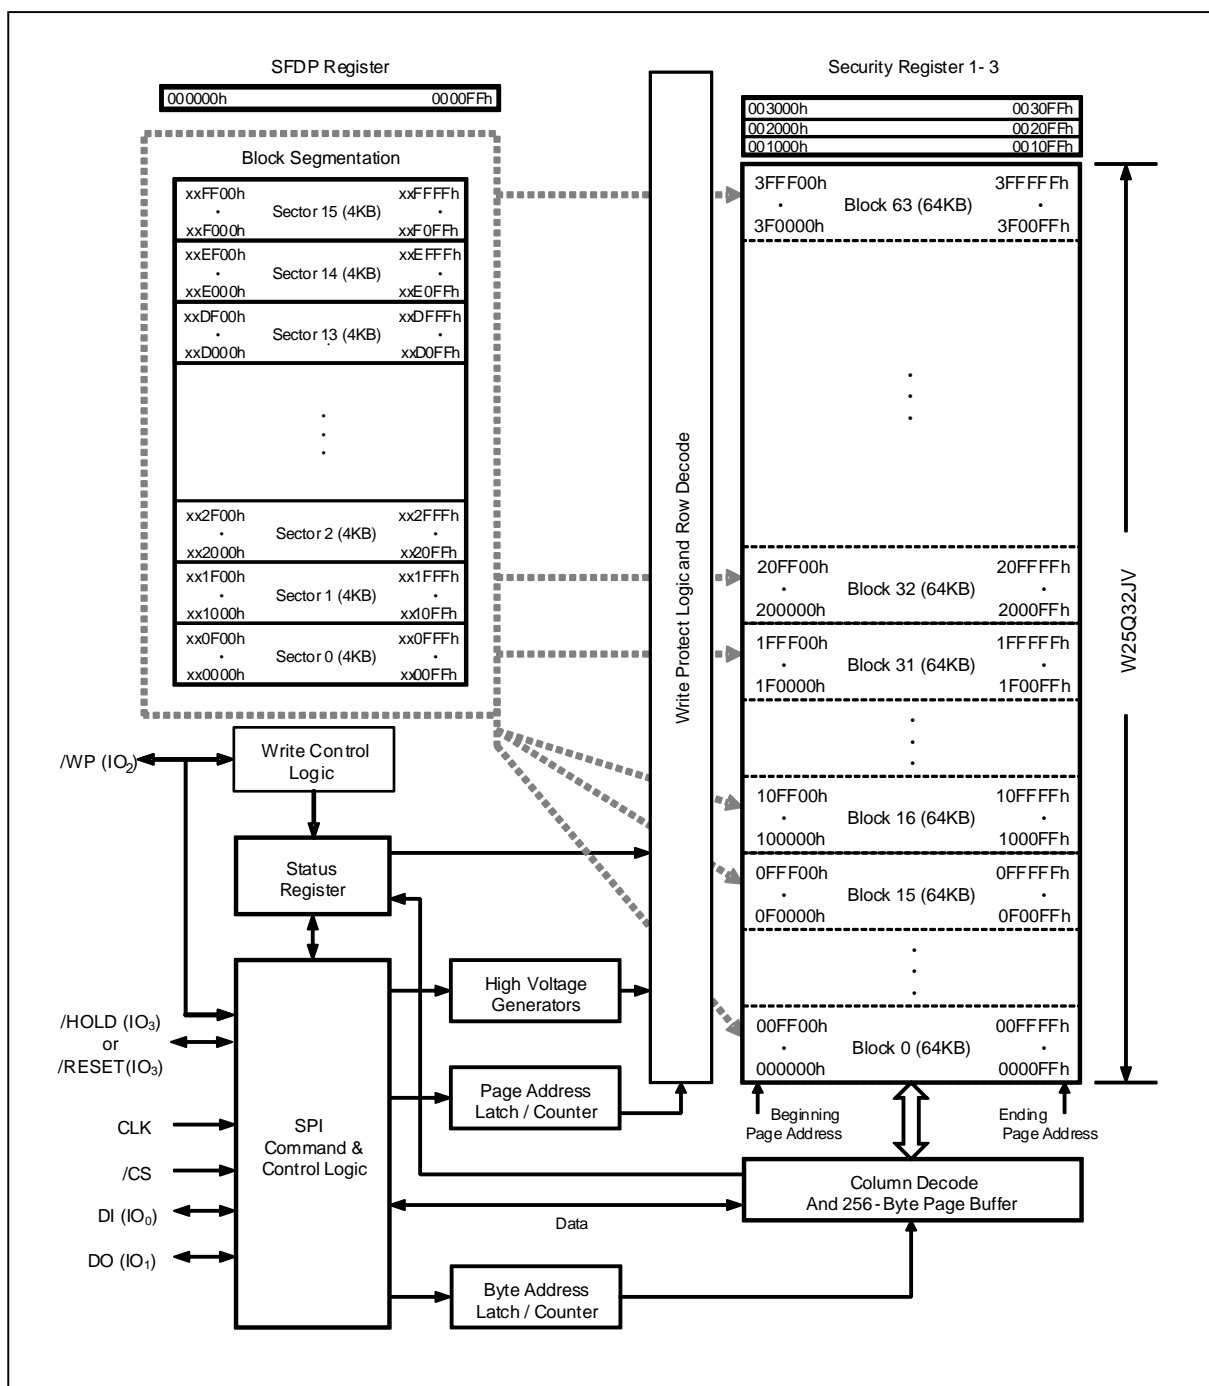 SFDP Register
000000h 0000FFh
Block Segmentation
xxFF00h xxFFFFh
Sector 15 (4KB)
xxF000h xxF0FFh
xxEF00h xxEFFFh
Sector 14 (4KB)
xxE000h xxE0FFh
xxDF00h xxDFFFh
Sector 13 (4KB)
xxD000h xxD0FFh
xx2F00h xx2FFFh
Sector 2 (4KB)
xx2000h xx20FFh
xx1F00h xx1FFFh
Sector 1 (4KB)
xx1000h xx10FFh
xx0F00h xx0FFFh
Sector 0 (4KB)
xx0000h xx00FFh
Write Protect Logic and Row Decode
Security Register 1- 3
003000h 0030FFh
002000h 0020FFh
001000h 0010FFh
3FFF00h 3FFFFFh
Block 63 (64KB)
3F0000h 3F00FFh
20FF00h 20FFFFh
Block 32 (64KB)
200000h 2000FFh
1FFF00h 1FFFFFh
Block 31 (64KB)
1F0000h 1F00FFh
10FF00h 10FFFFh
Block 16 (64KB)
100000h 1000FFh
0FFF00h 0FFFFFh
Block 15 (64KB)
0F0000h 0F00FFh
00FF00h 00FFFFh
Block 0 (64KB)
000000h 0000FFh
W25Q32JV
Beginning
Page Address
Ending
Page Address
/WP (IO2)
Write Control
Logic
Status
Register
/HOLD (IO3)
or
/RESET(IO3)
CLK
/CS
DI (IO0)
DO (IO1)
SPI
Command &
Control Logic
High Voltage
Generators
Page Address
Latch / Counter
Column Decode
And 256-Byte Page Buffer
Data
Byte Address
Latch / Counter